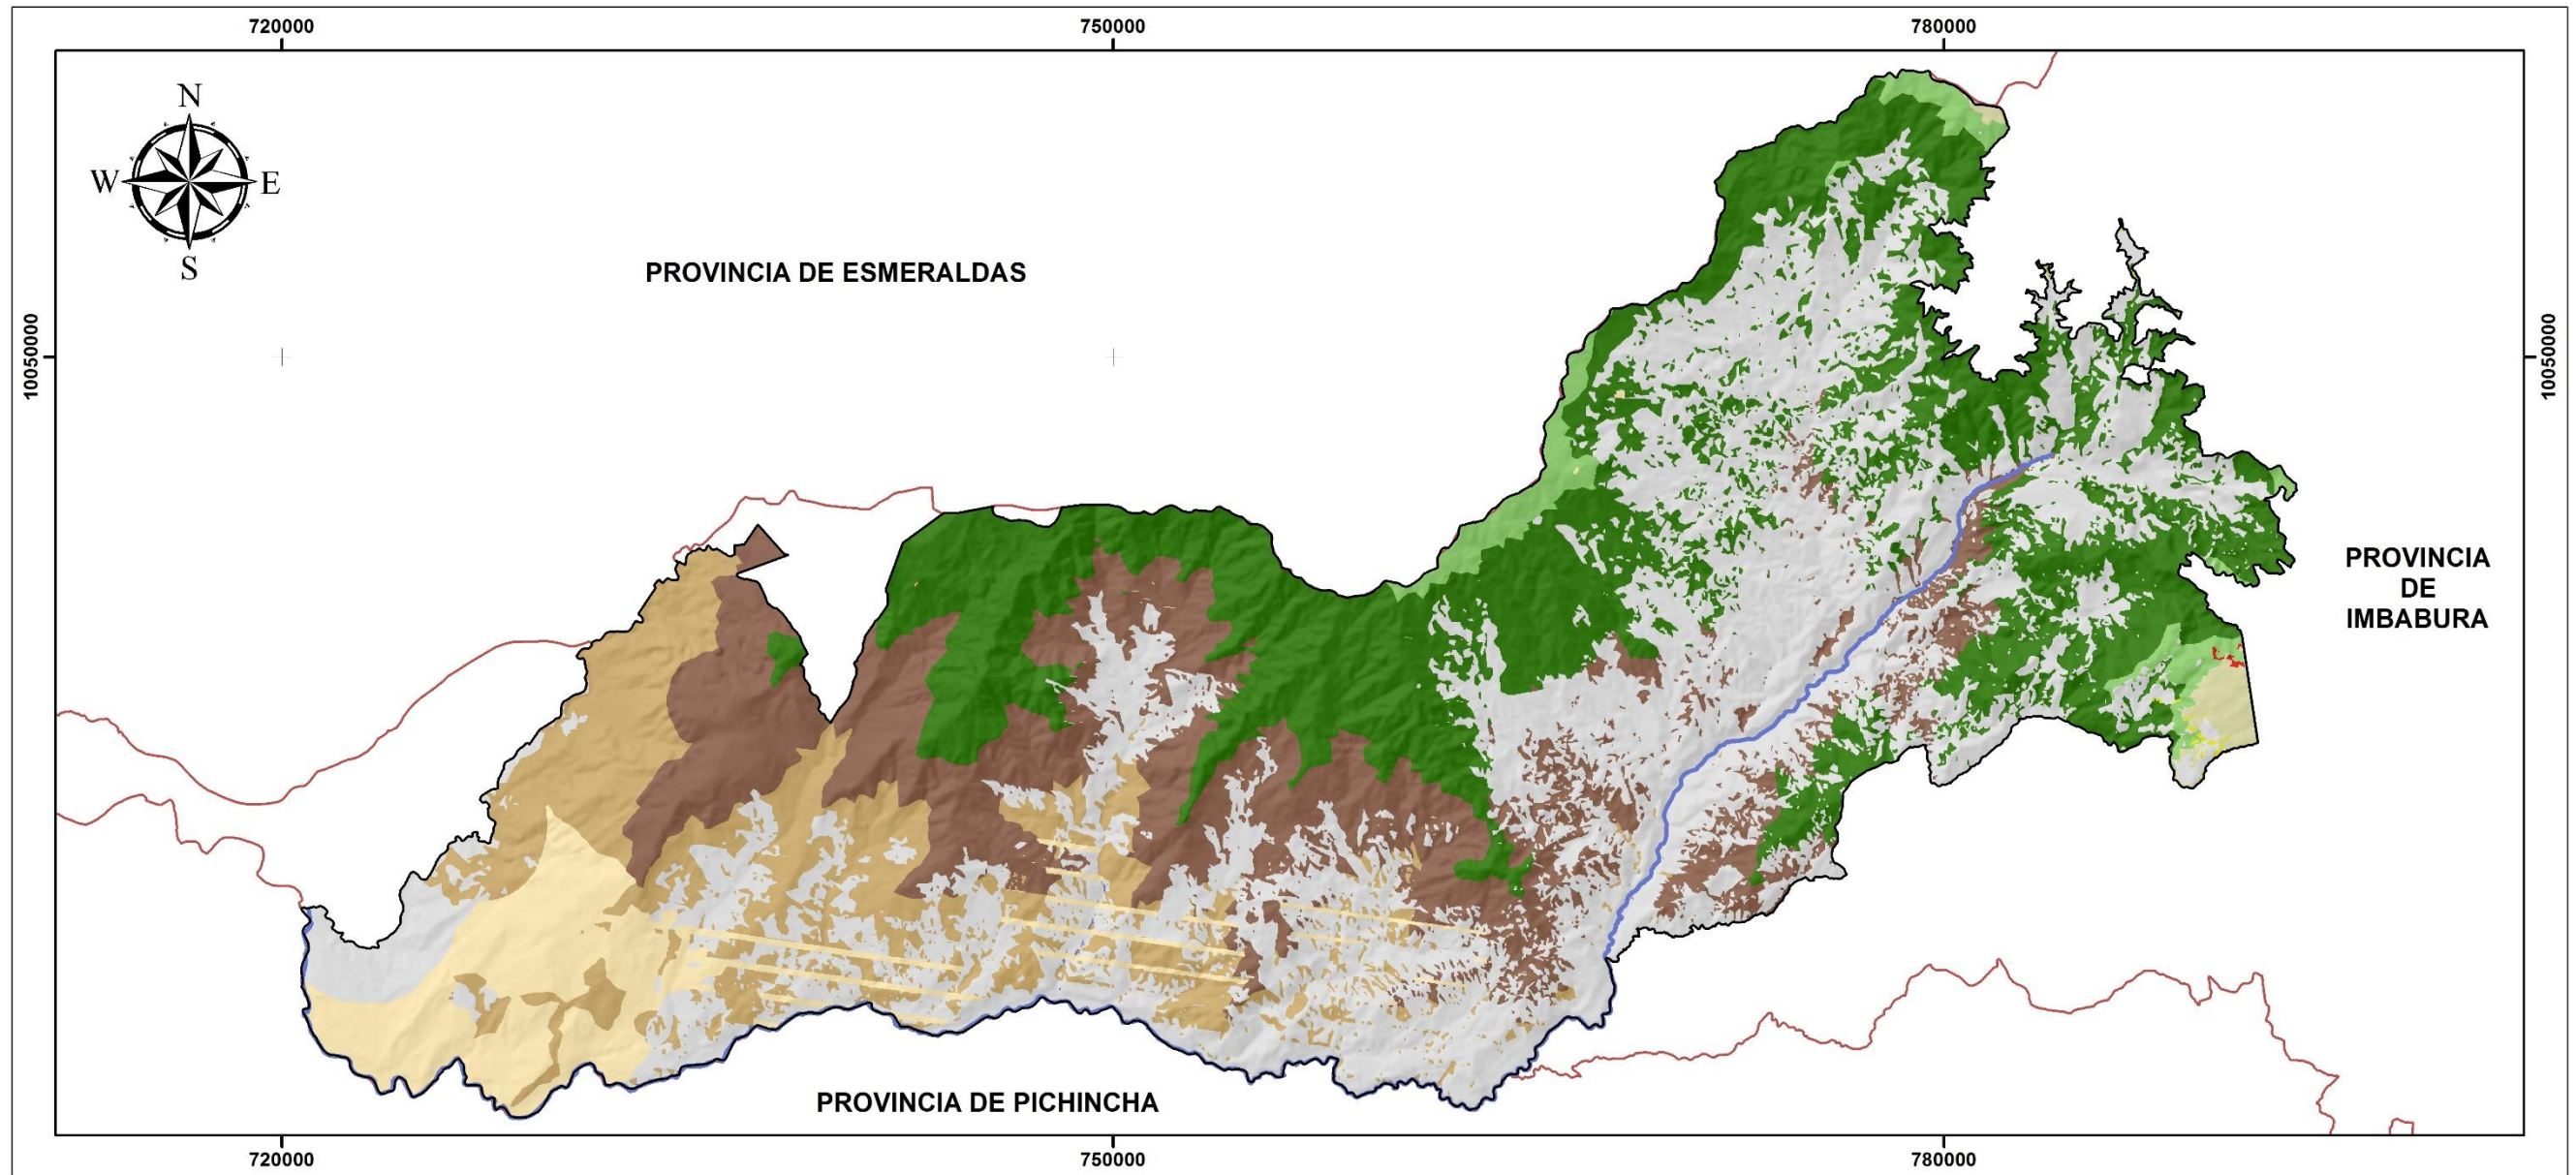 720000
750000
780000
N
W
E
S
PROVINCIA DE ESMERALDAS
10050000
10050000
PROVINCIA
DE
IMBABURA
PROVINCIA DE PICHINCHA
720000
750000
780000